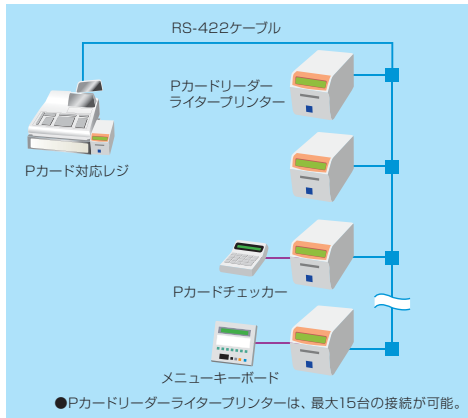 RS-422ケーブル
Pカードリーダー
ライタープリンター
Pカード対応レジ
Pカードチェッカー
メニューキーボード
●Pカードリーダーライタープリンターは、最大15台の接続が可能。